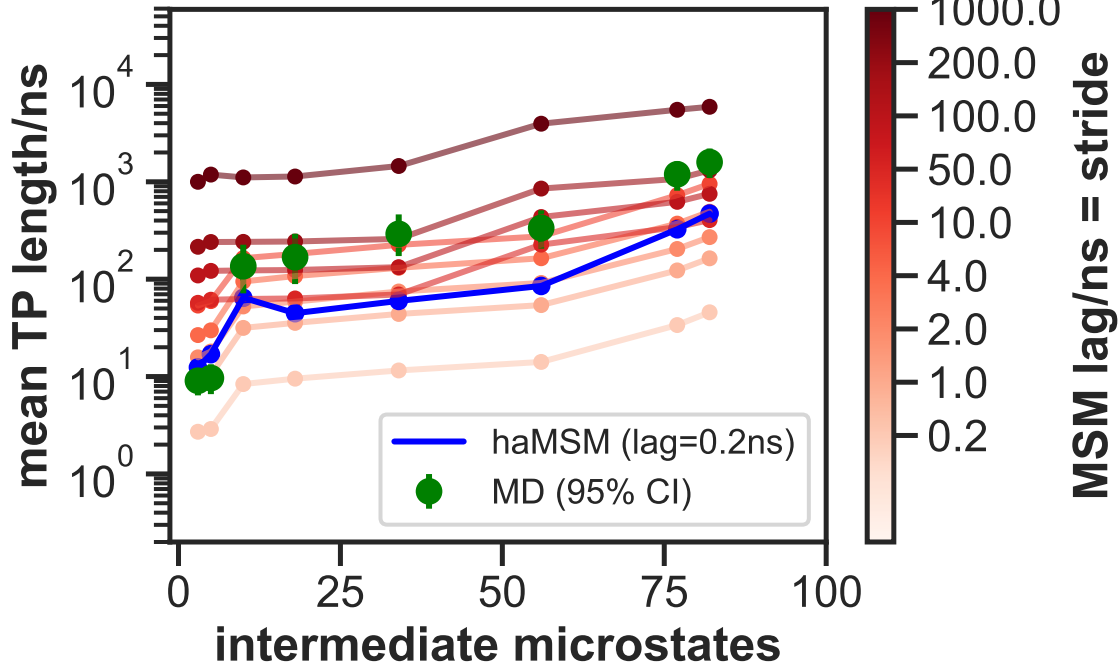 mean TP length/ns
10^4
10^3
10^2
10^1
10^0
haMSM (lag=0.2ns)
MD (95% CI)
0 25 50 75 100
intermediate microstates
1000.0
200.0
100.0
50.0
10.0
4.0
2.0
1.0
0.2
MSM lag/ns = stride